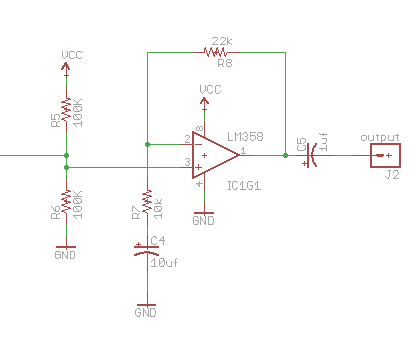 22k
R8
VCC
VCC
R5
100K
8
LM358
2
3
1
4
IC1G1
C5
1uf
output
J2
R6
100K
R7
10k
GND
GND
C4
10uf
GND